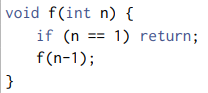 void f(int n) {
    if (n == 1) return;
    f(n-1);
}